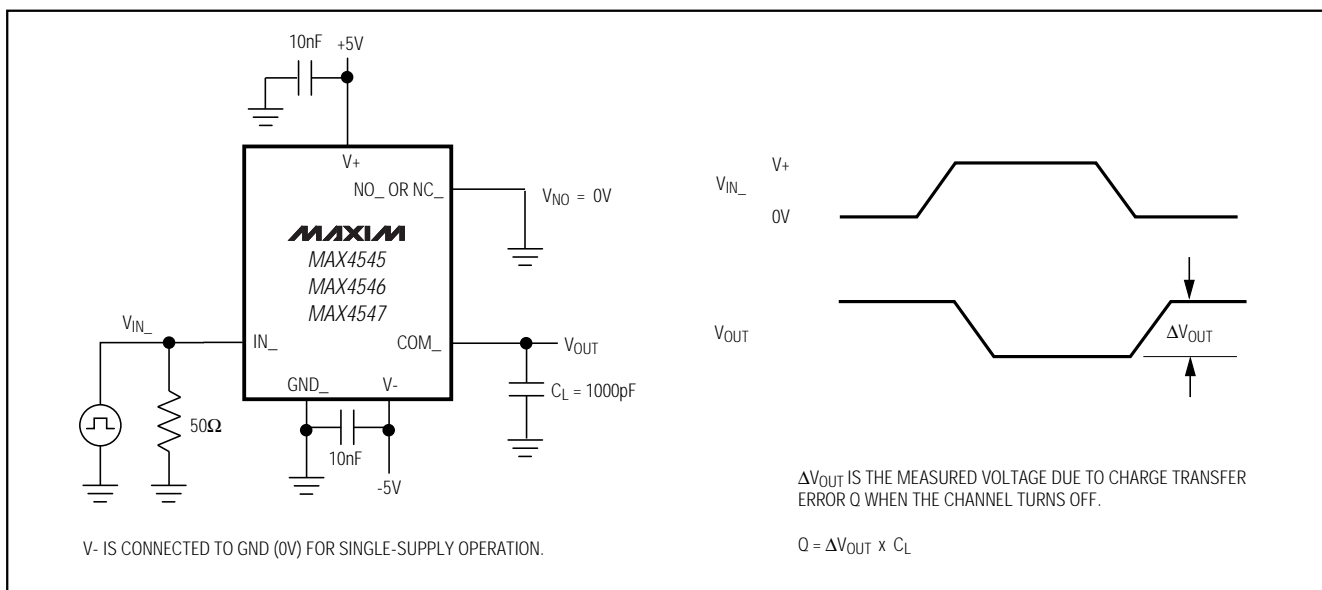 10nF
+5V
V+
NO_ OR NC_
V_NO = 0V
MAXIM
MAX4545
MAX4546
MAX4547
V_IN_
IN_
COM_
V_OUT
GND_
V-
C_L = 1000pF
50Ω
10nF
-5V
V- IS CONNECTED TO GND (0V) FOR SINGLE-SUPPLY OPERATION.
V_IN_
V+
0V
V_OUT
ΔV_OUT
ΔV_OUT IS THE MEASURED VOLTAGE DUE TO CHARGE TRANSFER
ERROR Q WHEN THE CHANNEL TURNS OFF.
Q = ΔV_OUT x C_L